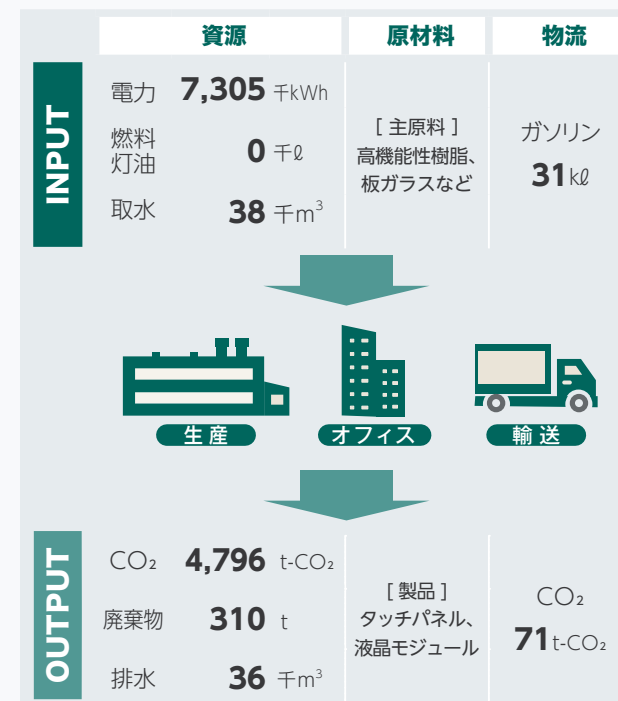 資源
原材料
物流
INPUT
電力 7,305 千kWh
燃料
灯油 0 千ℓ
取水 38 千m³
[ 主原料 ]
高機能性樹脂、
板ガラスなど
ガソリン
31kℓ
生産
オフィス
輸送
OUTPUT
CO₂ 4,796 t-CO₂
廃棄物 310 t
排水 36 千m³
[ 製品 ]
タッチパネル、
液晶モジュール
CO₂
71t-CO₂